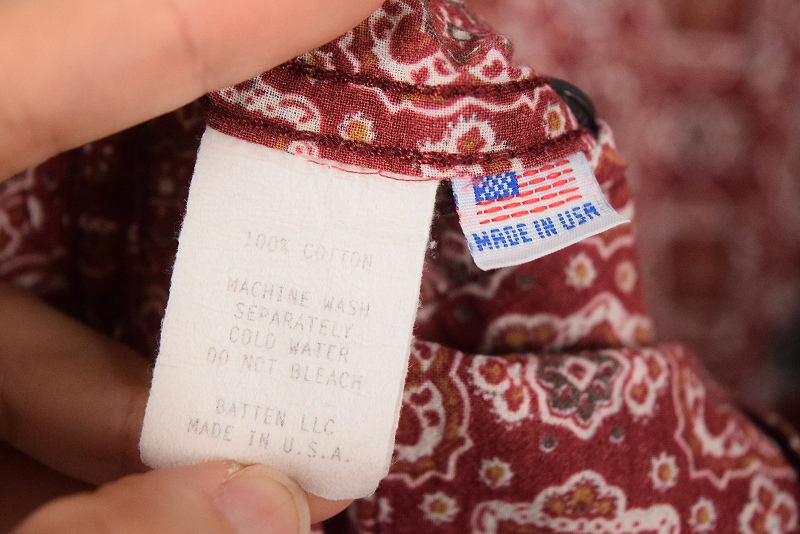 100% COTTON
MACHINE WASH
SEPARATELY
COLD WATER
DO NOT BLEACH
BATTEN LLC
MADE IN U.S.A.
MADE IN USA